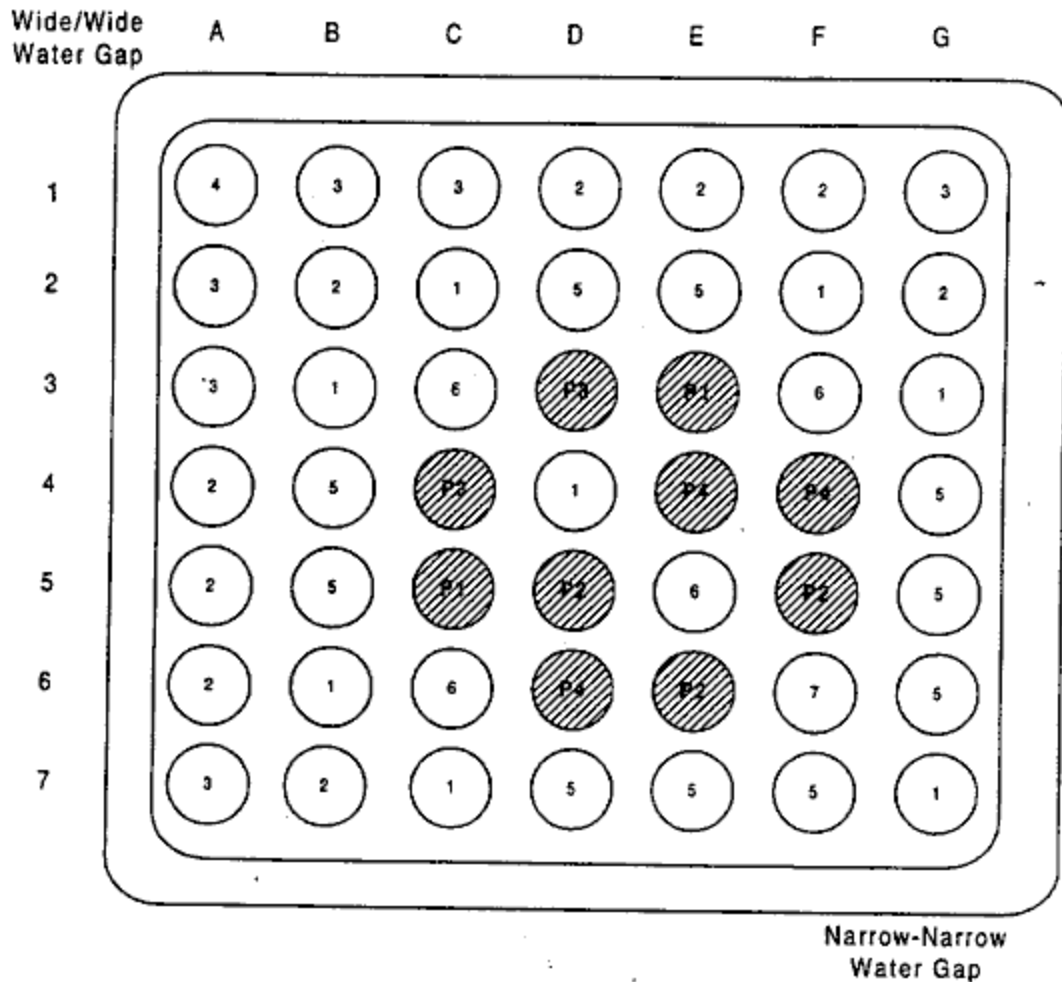 Wide/Wide
Water Gap
A B C D E F G
1 4 3 3 2 2 2 3
2 3 2 1 5 5 1 2
3 3 1 6 P3 P1 6 1
4 2 5 P3 1 P4 P4 5
5 2 5 P1 P2 6 P2 5
6 2 1 6 P4 P2 7 5
7 3 2 1 5 5 5 1
Narrow-Narrow
Water Gap